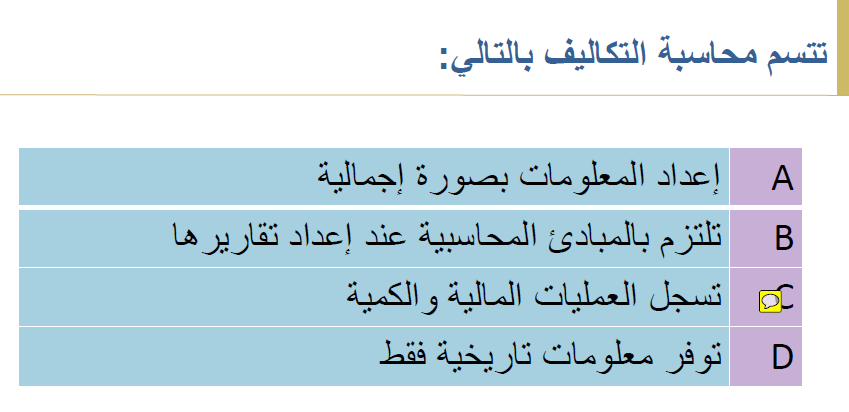 تتسم محاسبة التكاليف بالتالي:
A إعداد المعلومات بصورة إجمالية
B تلتزم بالمبادئ المحاسبية عند إعداد تقاريرها
C تسجل العمليات المالية والكمية
D توفر معلومات تاريخية فقط